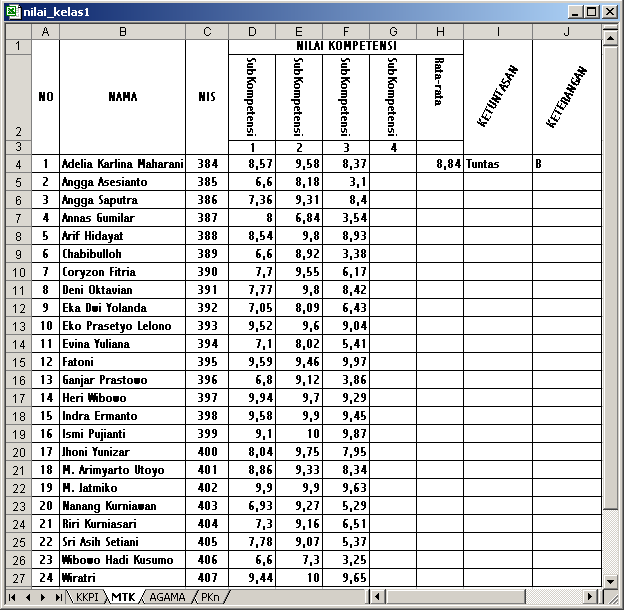 nilai_kelas1
A B C D E F G H I J
1 NILAI KOMPETENSI
2 NO NAMA NIS Sub Kompetensi Sub Kompetensi Sub Kompetensi Sub Kompetensi Rata-rata KETUNTASAN KETERANGAN
3 1 2 3 4
4 1 Adelia Karlina Maharani 384 8,57 9,58 8,37 8,84 Tuntas B
5 2 Angga Asesianto 385 6,6 8,18 3,1
6 3 Angga Saputra 386 7,36 9,31 8,4
7 4 Annas Gumilar 387 8 6,84 3,54
8 5 Arif Hidayat 388 8,54 9,8 8,93
9 6 Chabibulloh 389 6,6 8,92 3,38
10 7 Coryzon Fitria 390 7,7 9,55 6,17
11 8 Deni Oktavian 391 7,77 9,8 8,42
12 9 Eka Dwi Yolanda 392 7,05 8,09 6,43
13 10 Eko Prasetyo Lelono 393 9,52 9,6 9,04
14 11 Evina Yuliana 394 7,1 8,02 5,41
15 12 Fatoni 395 9,59 9,46 9,97
16 13 Ganjar Prastowo 396 6,8 9,12 3,86
17 14 Heri Wibowo 397 9,94 9,7 9,29
18 15 Indra Ermanto 398 9,58 9,9 9,45
19 16 Ismi Pujianti 399 9,1 10 9,87
20 17 Jhoni Yunizar 400 8,04 9,75 7,95
21 18 M. Arimyarto Utoyo 401 8,86 9,33 8,34
22 19 M. Jatmiko 402 9,9 9,9 9,63
23 20 Nanang Kurniawan 403 6,93 9,27 5,29
24 21 Riri Kurniasari 404 7,3 9,16 6,51
25 22 Sri Asih Setiani 405 7,78 9,07 5,37
26 23 Wibowo Hadi Kusumo 406 6,6 7,3 3,25
27 24 Wiratri 407 9,44 10 9,65
KKPI MTK AGAMA PKn